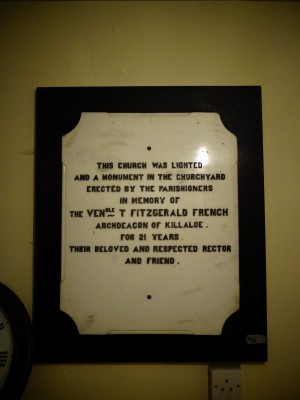 THIS CHURCH WAS LIGHTED
AND A MONUMENT IN THE CHURCHYARD
ERECTED BY THE PARISHIONERS
IN MEMORY OF
THE VENBLE T FITZGERALD FRENCH
ARCHDEACON OF KILLALOE.
FOR 21 YEARS
THEIR BELOVED AND RESPECTED RECTOR
AND FRIEND.